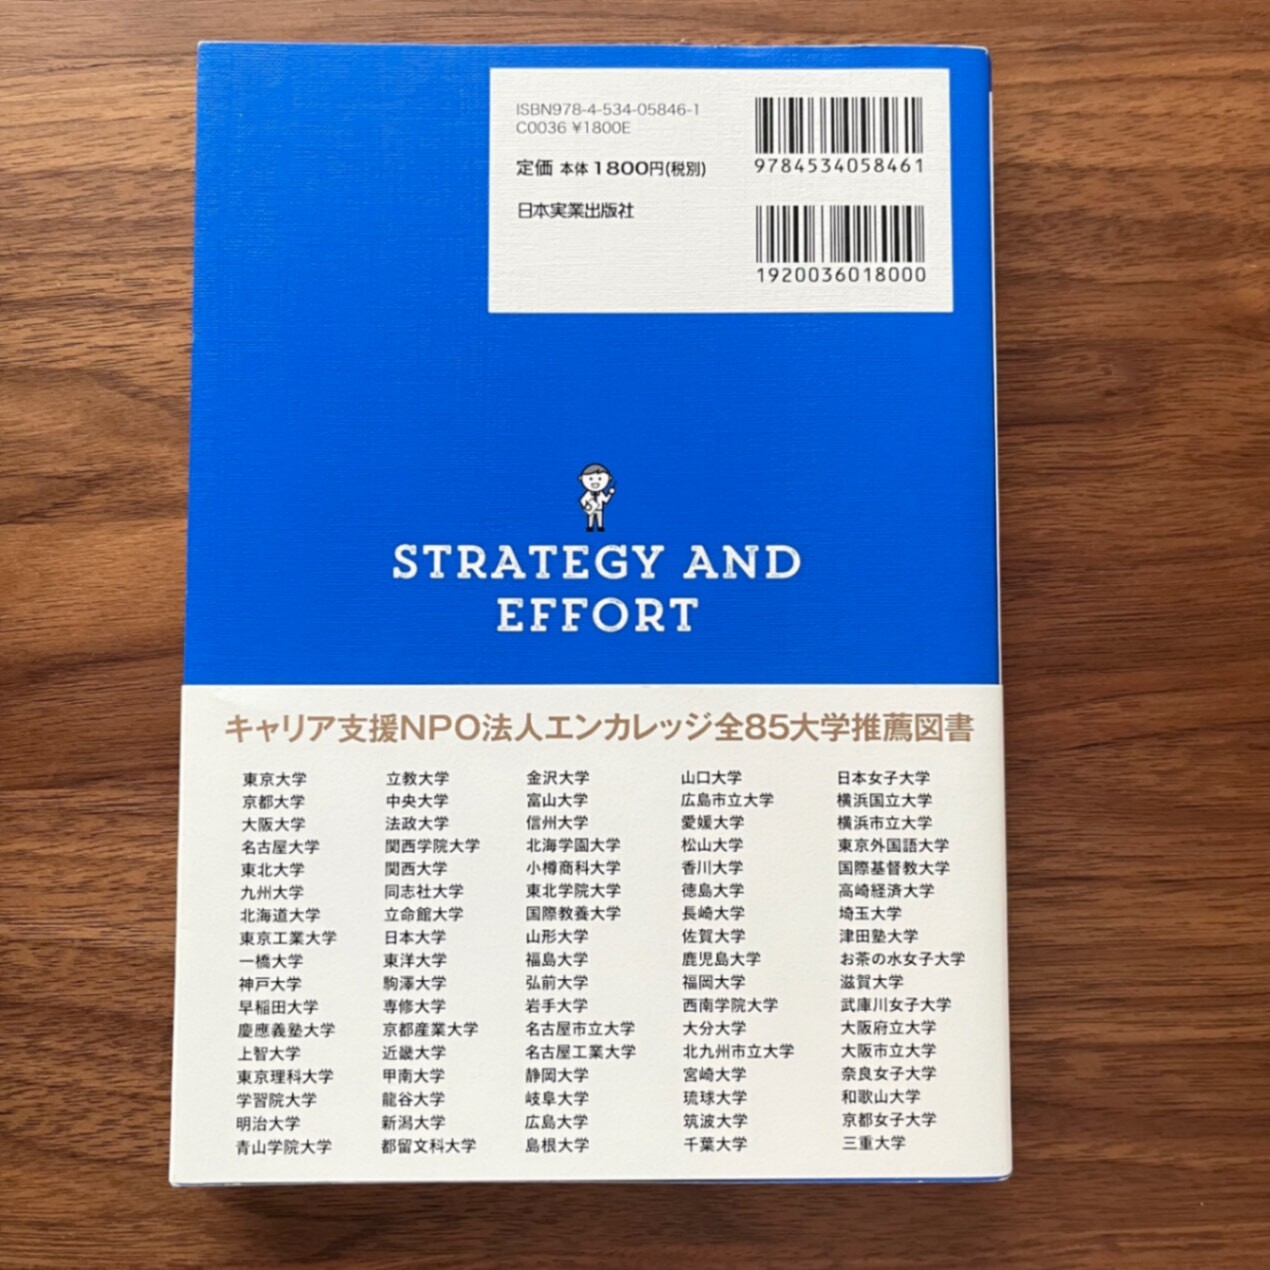 ISBN978-4-534-05846-1
C0036 ¥1800E
定価 本体1800円(税別)
日本実業出版社
9784534058461
1920036018000
STRATEGY AND
EFFORT
キャリア支援NPO法人エンカレッジ全85大学推薦図書
東京大学
京都大学
大阪大学
名古屋大学
東北大学
九州大学
北海道大学
東京工業大学
一橋大学
神戸大学
早稲田大学
慶應義塾大学
上智大学
東京理科大学
学習院大学
明治大学
青山学院大学
立教大学
中央大学
法政大学
関西学院大学
関西大学
同志社大学
立命館大学
日本大学
東洋大学
駒澤大学
専修大学
京都産業大学
近畿大学
甲南大学
龍谷大学
新潟大学
都留文科大学
金沢大学
富山大学
信州大学
北海学園大学
小樽商科大学
東北学院大学
国際教養大学
山形大学
福島大学
弘前大学
岩手大学
名古屋市立大学
名古屋工業大学
静岡大学
岐阜大学
広島大学
島根大学
山口大学
広島市立大学
愛媛大学
松山大学
香川大学
徳島大学
長崎大学
佐賀大学
鹿児島大学
福岡大学
西南学院大学
大分大学
北九州市立大学
宮崎大学
琉球大学
筑波大学
千葉大学
日本女子大学
横浜国立大学
横浜市立大学
東京外国語大学
国際基督教大学
高崎経済大学
埼玉大学
津田塾大学
お茶の水女子大学
滋賀大学
武庫川女子大学
大阪府立大学
大阪市立大学
奈良女子大学
和歌山大学
京都女子大学
三重大学